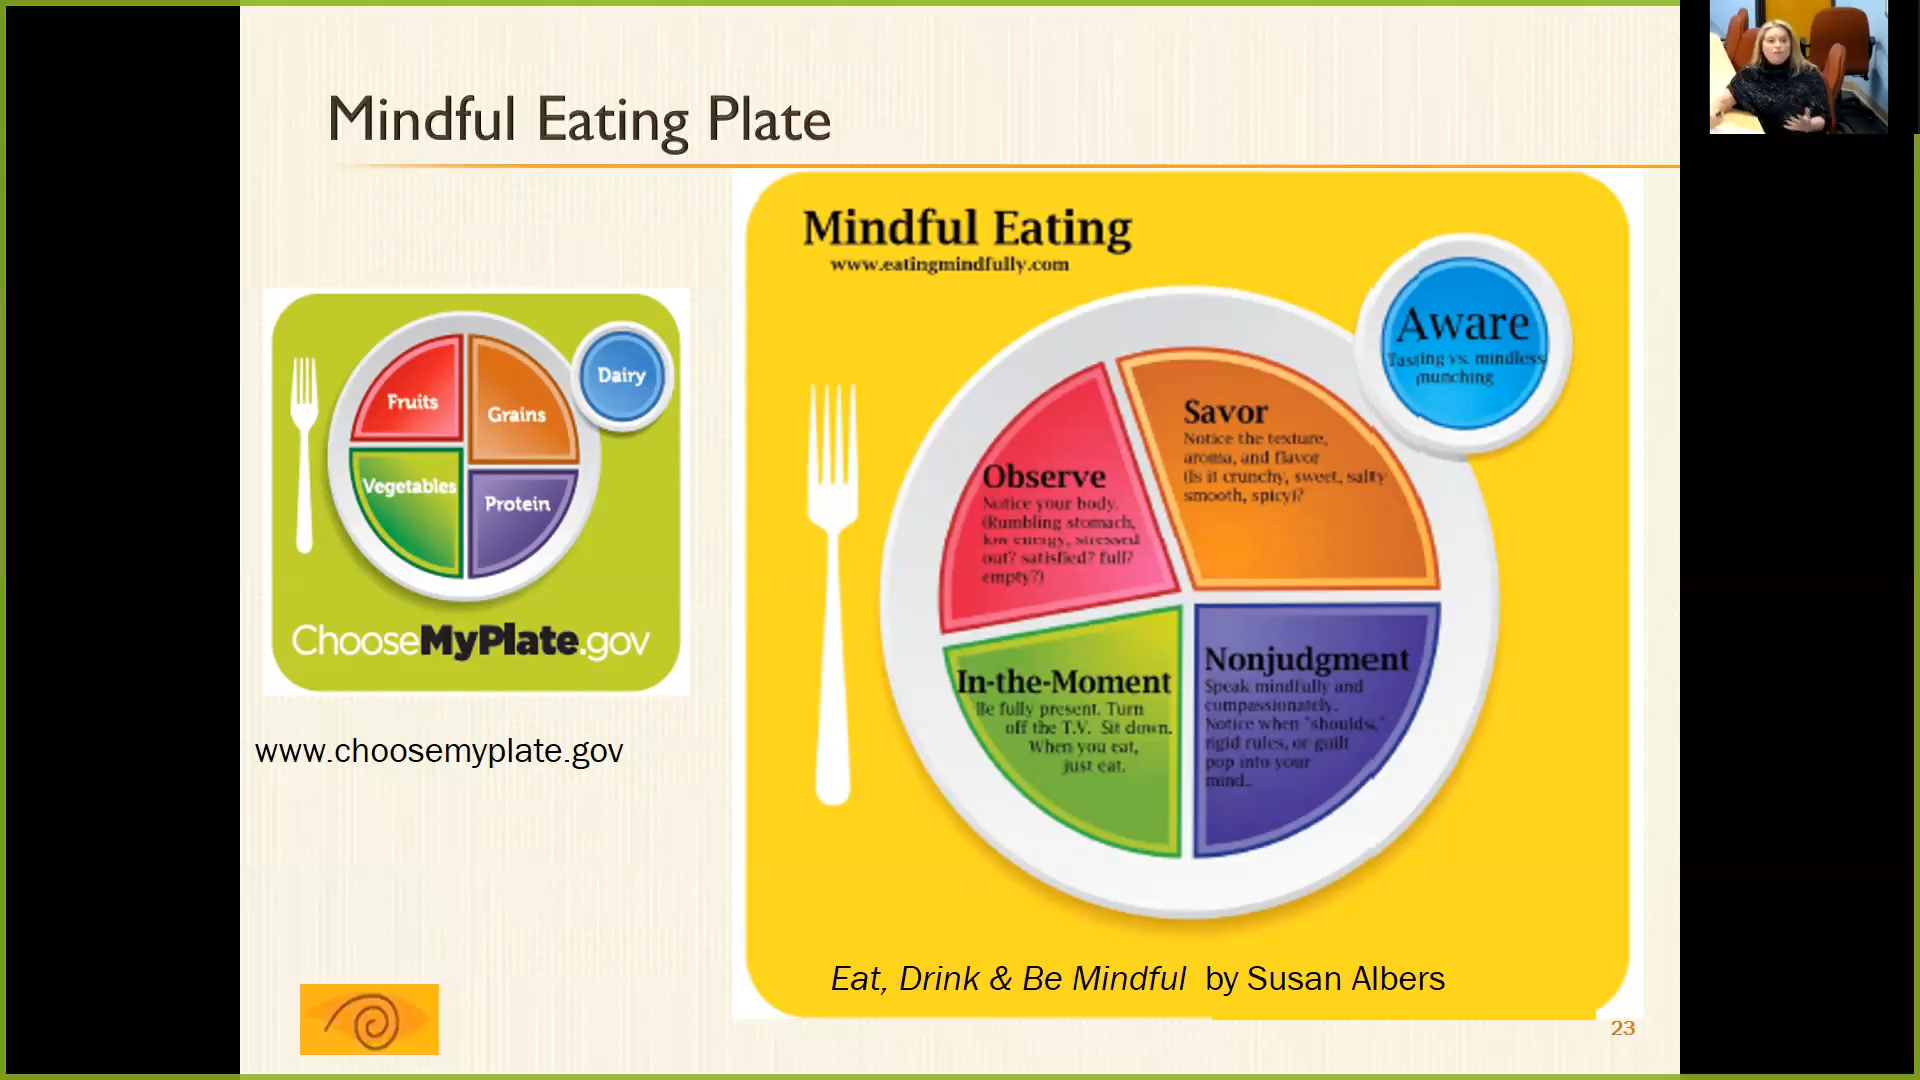 Mindful Eating Plate
Fruits
Grains
Dairy
Vegetables
Protein
ChooseMyPlate.gov
www.choosemyplate.gov
Mindful Eating
www.eatingmindfully.com
Aware
Tasting vs. mindless
munching
Savor
Notice the texture,
aroma, and flavor
(Is it crunchy, sweet, salty
smooth, spicy)?
Observe
Notice your body.
(Rumbling stomach,
low energy, stressed
out? satisfied? full?
empty?)
In-the-Moment
Be fully present. Turn
off the T.V. Sit down.
When you eat,
just eat.
Nonjudgment
Speak mindfully and
compassionately.
Notice when "shoulds,"
rigid rules, or guilt
pop into your
mind..
Eat, Drink & Be Mindful by Susan Albers
23